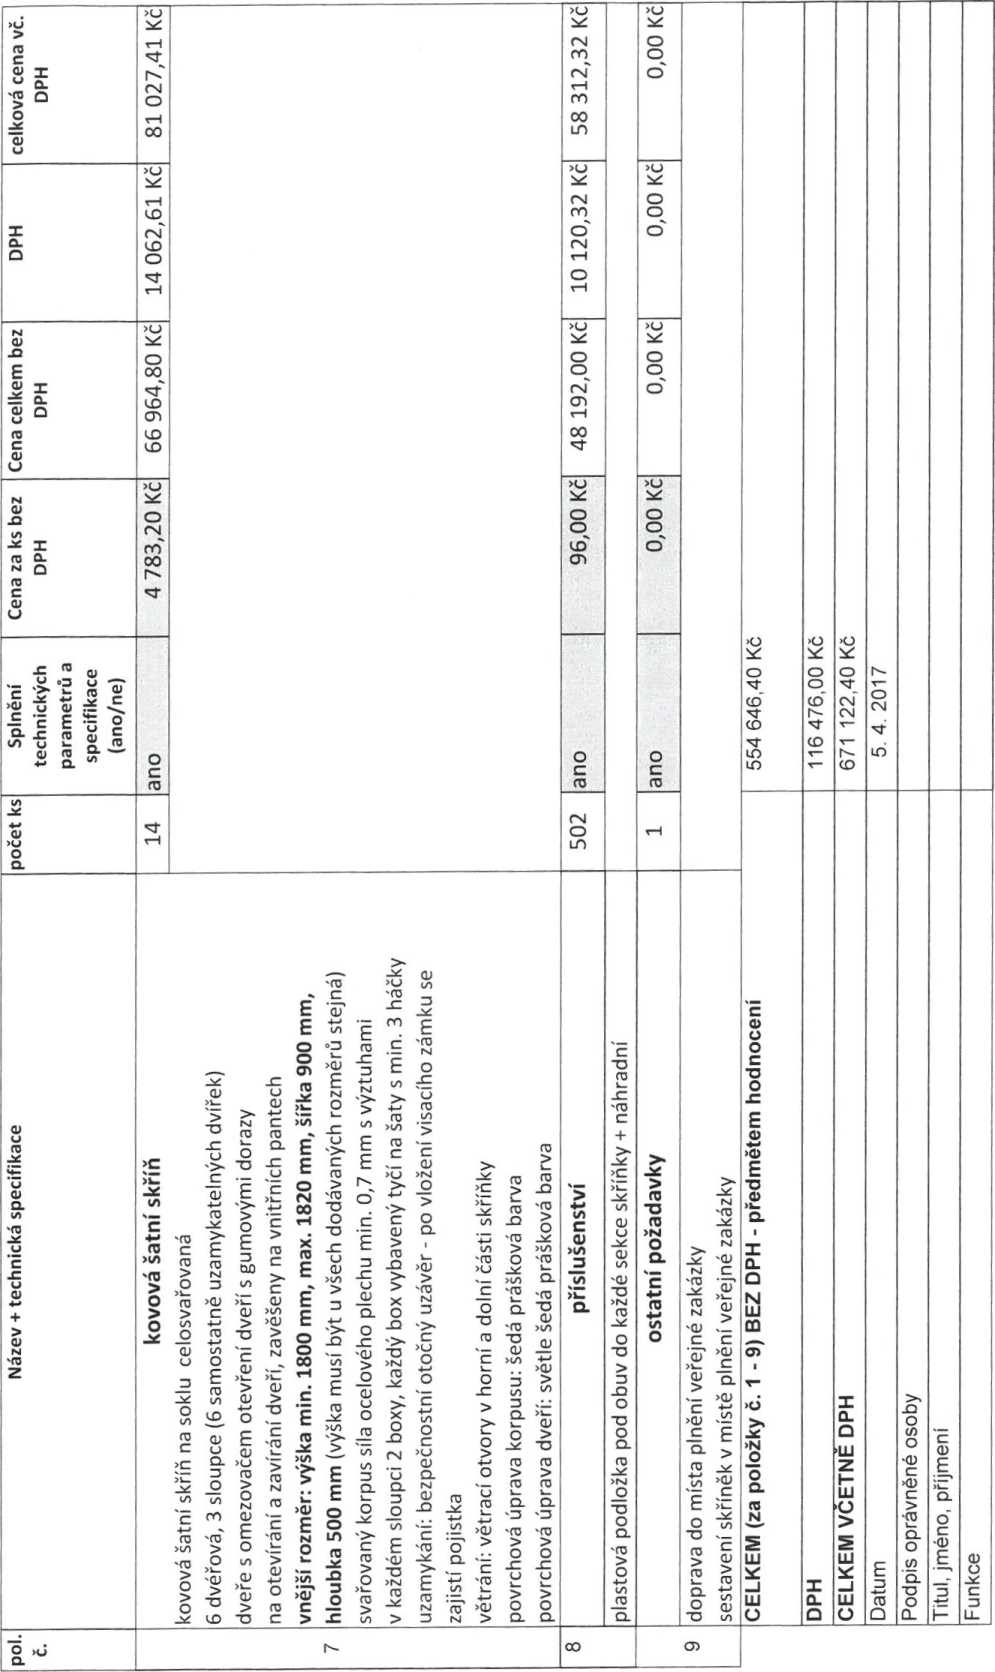 pol. č.	Název + technická specifikace	počet ks	Splnění technických parametrů a specifikace (ano/ne)	Cena za ks bez DPH	Cena celkem bez DPH	DPH	celková cena vč. DPH
7	kovová šatní skříň	14	ano	4 783,20 Kč	66 964,80 Kč	14 062,61 Kč	81 027,41 Kč
kovová šatní skříň na soklu celosvařovaná
6 dvéřová, 3 sloupce (6 samostatně uzamykatelných dvířek)
dveře s omezovačem otevření dveří s gumovými dorazy
na otevírání a zavírání dveří, zavěšeny na vnitřních pantech
vnější rozměr: výška min. 1800 mm, max. 1820 mm, šířka 900 mm,
hloubka 500 mm (výška musí být u všech dodávaných rozměrů stejná)
svařovaný korpus síla ocelového plechu min. 0,7 mm s výztuhami
v každém sloupci 2 boxy, každý box vybavený tyčí na šaty s min. 3 háčky
uzamykání: bezpečnostní otočný uzávěr - po vložení visacího zámku se
zajistí pojistka
větrání: větrací otvory v horní a dolní části skříňky
povrchová úprava korpusu: šedá prášková barva
povrchová úprava dveří: světle šedá prášková barva
8	příslušenství	502	ano	96,00 Kč	48 192,00 Kč	10 120,32 Kč	58 312,32 Kč
plastová podložka pod obuv do každé sekce skříňky + náhradní
9	ostatní požadavky	1	ano	0,00 Kč	0,00 Kč	0,00 Kč	0,00 Kč
doprava do místa plnění veřejné zakázky
sestavení skříněk v místě plnění veřejné zakázky
CELKEM (za položky č. 1 - 9) BEZ DPH - předmětem hodnocení	554 646,40 Kč
DPH	116 476,00 Kč
CELKEM VČETNĚ DPH	671 122,40 Kč
Datum	5. 4. 2017
Podpis oprávněné osoby
Titul, jméno, příjmení
Funkce